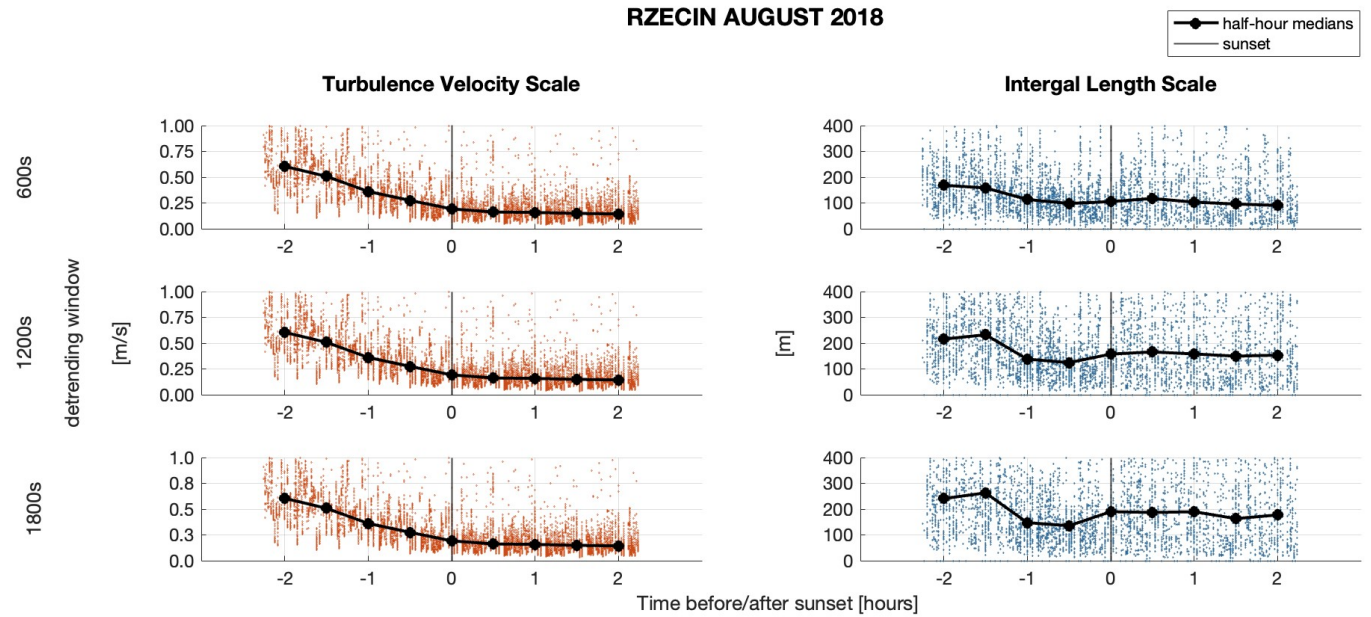 RZECIN AUGUST 2018
half-hour medians
sunset
Turbulence Velocity Scale
Intergal Length Scale
detrending window
600s
[m/s]
1.00
0.75
0.50
0.25
0.00
-2 -1 0 1 2
[m]
400
300
200
100
0
-2 -1 0 1 2
1200s
1.00
0.75
0.50
0.25
0.00
-2 -1 0 1 2
400
300
200
100
0
-2 -1 0 1 2
1800s
1.0
0.8
0.5
0.3
0.0
-2 -1 0 1 2
400
300
200
100
0
-2 -1 0 1 2
Time before/after sunset [hours]